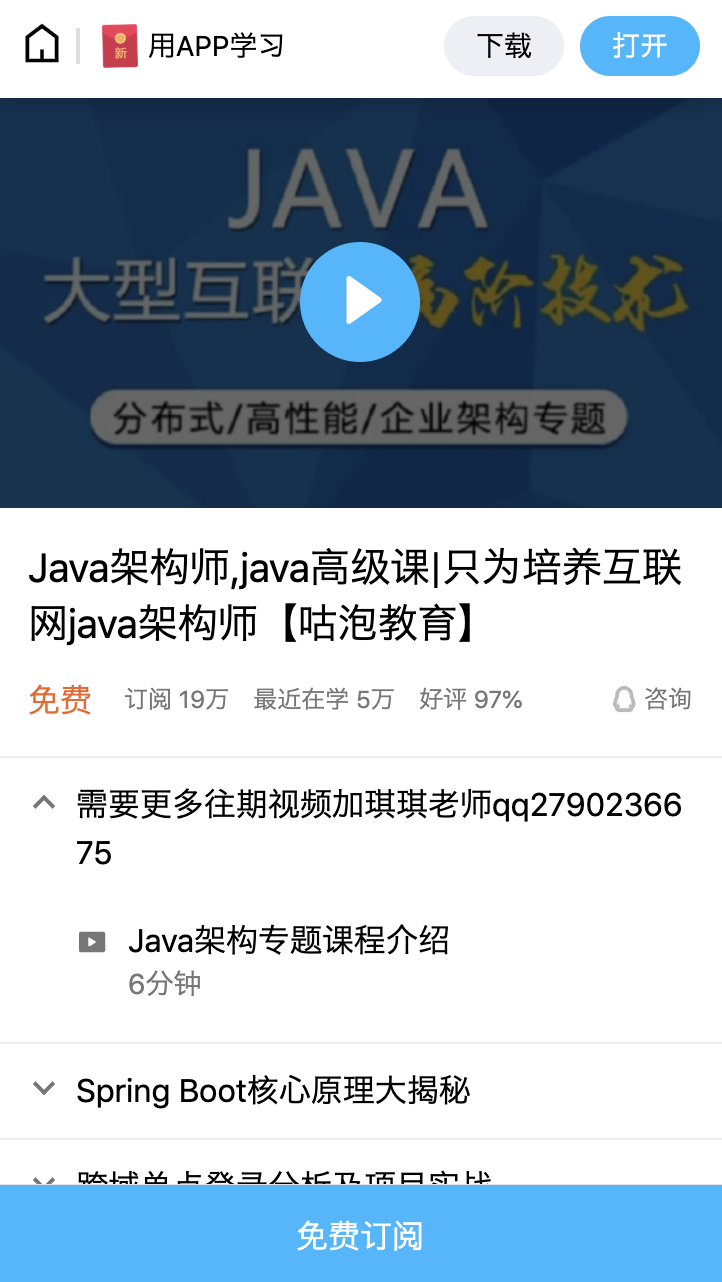 新
用APP学习
下载
打开
JAVA
大型互联
高阶技术
分布式/高性能/企业架构专题
Java架构师,java高级课|只为培养互联
网java架构师【咕泡教育】
免费
订阅 19万
最近在学 5万
好评 97%
咨询
需要更多往期视频加琪琪老师qq27902366
75
Java架构专题课程介绍
6分钟
Spring Boot核心原理大揭秘
跨域单点登录分析及项目实战
免费订阅